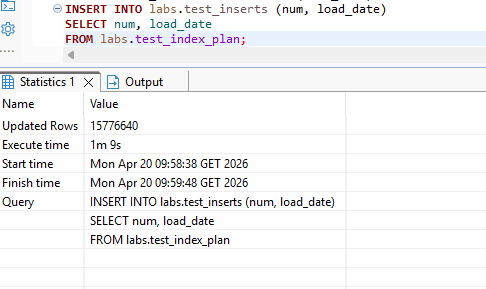 INSERT INTO labs.test_inserts (num, load_date)
SELECT num, load_date
FROM labs.test_index_plan;
Statistics 1 Output
Name Value
Updated Rows 15776640
Execute time 1m 9s
Start time Mon Apr 20 09:58:38 GET 2026
Finish time Mon Apr 20 09:59:48 GET 2026
Query INSERT INTO labs.test_inserts (num, load_date)
SELECT num, load_date
FROM labs.test_index_plan